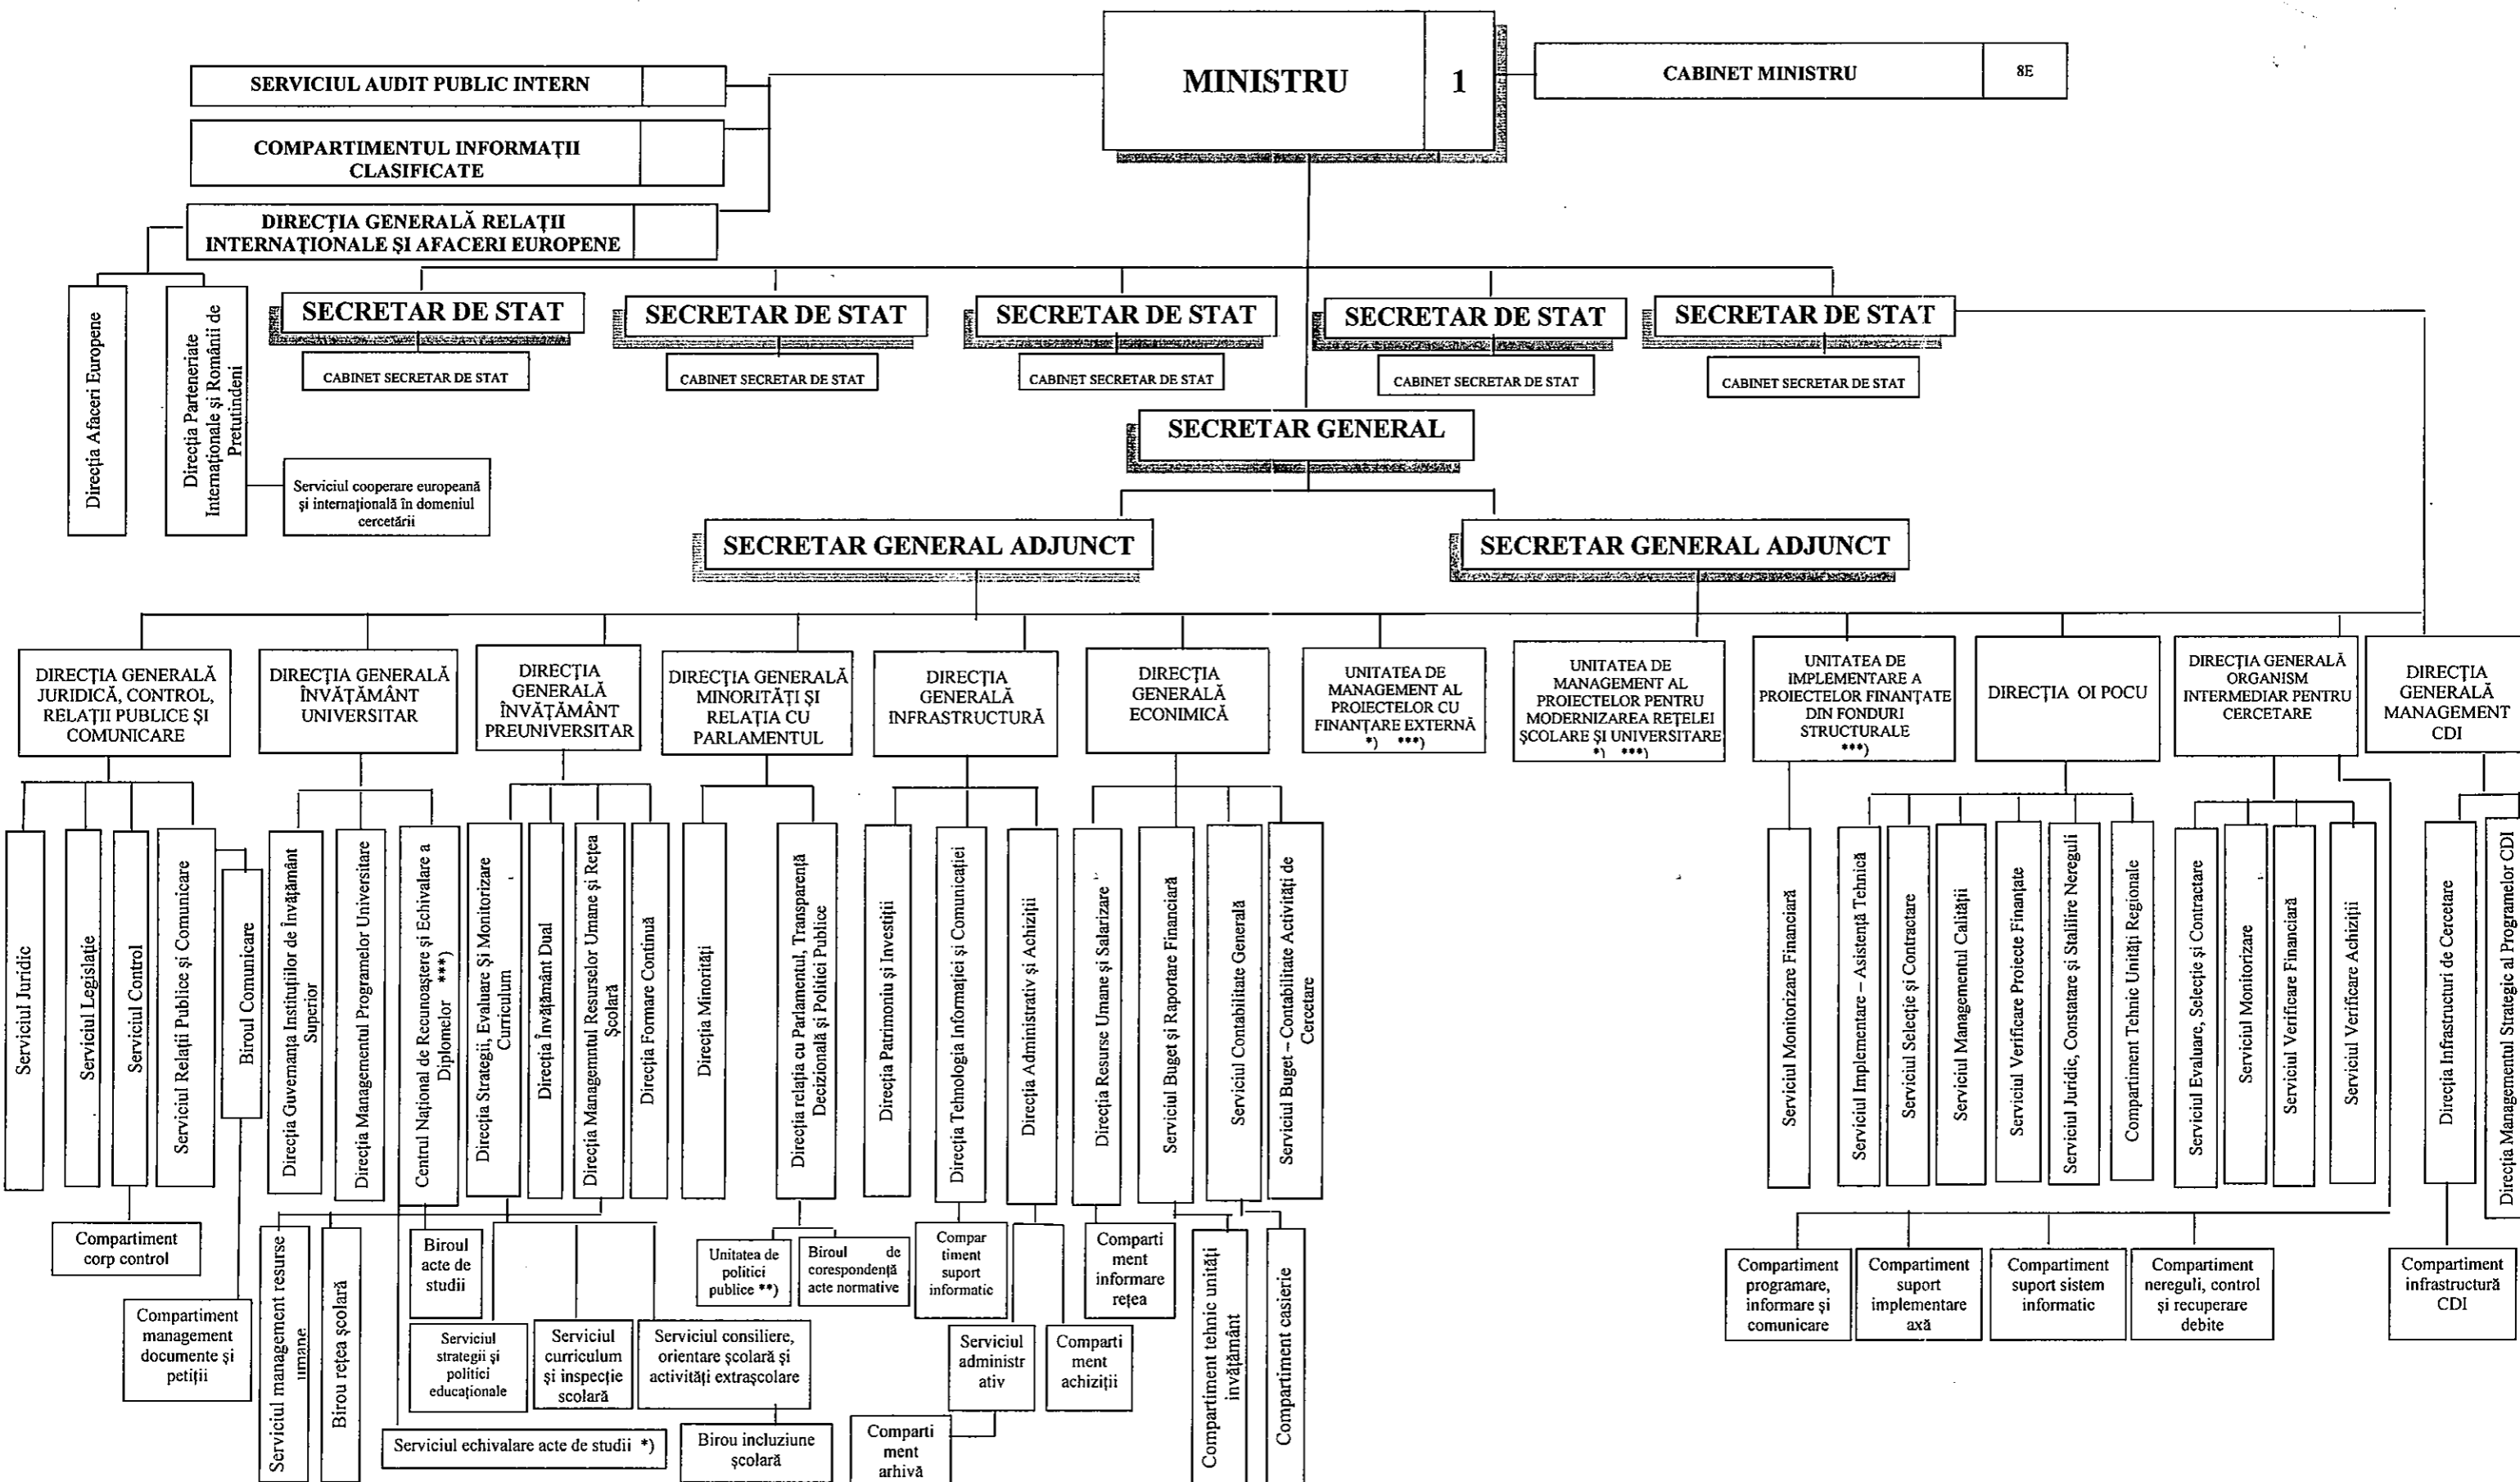 MINISTRU
1
CABINET MINISTRU
8E
SERVICIUL AUDIT PUBLIC INTERN
COMPARTIMENTUL INFORMAȚII
CLASIFICATE
DIRECȚIA GENERALĂ RELAȚII
INTERNAȚIONALE ȘI AFACERI EUROPENE
Direcția Afaceri Europene
Direcția Parteneriate
Internaționale și Românii de
Pretutindeni
Serviciul cooperare europeană
și internațională în domeniul
cercetării
SECRETAR DE STAT
SECRETAR DE STAT
SECRETAR DE STAT
SECRETAR DE STAT
SECRETAR DE STAT
CABINET SECRETAR DE STAT
CABINET SECRETAR DE STAT
CABINET SECRETAR DE STAT
CABINET SECRETAR DE STAT
CABINET SECRETAR DE STAT
SECRETAR GENERAL
SECRETAR GENERAL ADJUNCT
SECRETAR GENERAL ADJUNCT
DIRECȚIA GENERALĂ
JURIDICĂ, CONTROL,
RELAȚII PUBLICE ȘI
COMUNICARE
DIRECȚIA GENERALĂ
ÎNVĂȚĂMÂNT
UNIVERSITAR
DIRECȚIA
GENERALĂ
ÎNVĂȚĂMÂNT
PREUNIVERSITAR
DIRECȚIA GENERALĂ
MINORITĂȚI ȘI
RELAȚIA CU
PARLAMENTUL
DIRECȚIA
GENERALĂ
INFRASTRUCTURĂ
DIRECȚIA
GENERALĂ
ECONIMICĂ
UNITATEA DE
MANAGEMENT AL
PROIECTELOR CU
FINANȚARE EXTERNĂ
*) ***)
UNITATEA DE
MANAGEMENT AL
PROIECTELOR PENTRU
MODERNIZAREA REȚELEI
ȘCOLARE ȘI UNIVERSITARE
*) ***)
UNITATEA DE
IMPLEMENTARE A
PROIECTELOR FINANȚATE
DIN FONDURI
STRUCTURALE
***)
DIRECȚIA OI POCU
DIRECȚIA GENERALĂ
ORGANISM
INTERMEDIAR PENTRU
CERCETARE
DIRECȚIA
GENERALĂ
MANAGEMENT
CDI
Serviciul Juridic
Serviciul Legislație
Serviciul Control
Serviciul Relații Publice și Comunicare
Biroul Comunicare
Direcția Guvernanța Instituțiilor de Învățământ
Superior
Direcția Managementul Programelor Universitare
Centrul Național de Recunoaștere și Echivalare a
Diplomelor ***)
Direcția Strategii, Evaluare Și Monitorizare
Curriculum
Direcția Învățământ Dual
Direcția Managemntul Resurselor Umane și Rețea
Școlară
Direcția Formare Continuă
Direcția Minorități
Direcția relația cu Parlamentul, Transparență
Decizională și Politici Publice
Direcția Patrimoniu și Investiții
Direcția Tehnologia Informației și Comunicației
Direcția Administrativ și Achiziții
Direcția Resurse Umane și Salarizare
Serviciul Buget și Raportare Financiară
Serviciul Contabilitate Generală
Serviciul Buget – Contabilitate Activități de
Cercetare
Serviciul Monitorizare Financiară
Serviciul Implementare – Asistență Tehnică
Serviciul Selecție și Contractare
Serviciul Managementul Calității
Serviciul Verificare Proiecte Finanțate
Serviciul Juridic, Constatare și Stalilire Nereguli
Compartiment Tehnic Unități Regionale
Serviciul Evaluare, Selecție și Contractare
Serviciul Monitorizare
Serviciul Verificare Financiară
Serviciul Verificare Achiziții
Direcția Infrastructuri de Cercetare
Direcția Managementul Strategic al Programelor CDI
Compartiment
corp control
Compartiment
management
documente și
petiții
Serviciul management resurse
umane
Birou rețea școlară
Biroul
acte de
studii
Serviciul
strategii și
politici
educaționale
Serviciul
curriculum
și inspecție
scolară
Serviciul consiliere,
orientare școlară și
activități extrașcolare
Serviciul echivalare acte de studii *)
Birou incluziune
școlară
Unitatea de
politici
publice **)
Biroul de
corespondență
acte normative
Compar
timent
suport
informatic
Serviciul
administr
ativ
Comparti
ment
achiziții
Comparti
ment
arhivă
Comparti
ment
informare
rețea
Compartiment tehnic unități
invățământ
Compartiment casierie
Compartiment
programare,
informare și
comunicare
Compartiment
suport
implementare
axă
Compartiment
suport sistem
informatic
Compartiment
nereguli, control
și recuperare
debite
Compartiment
infrastructură
CDI